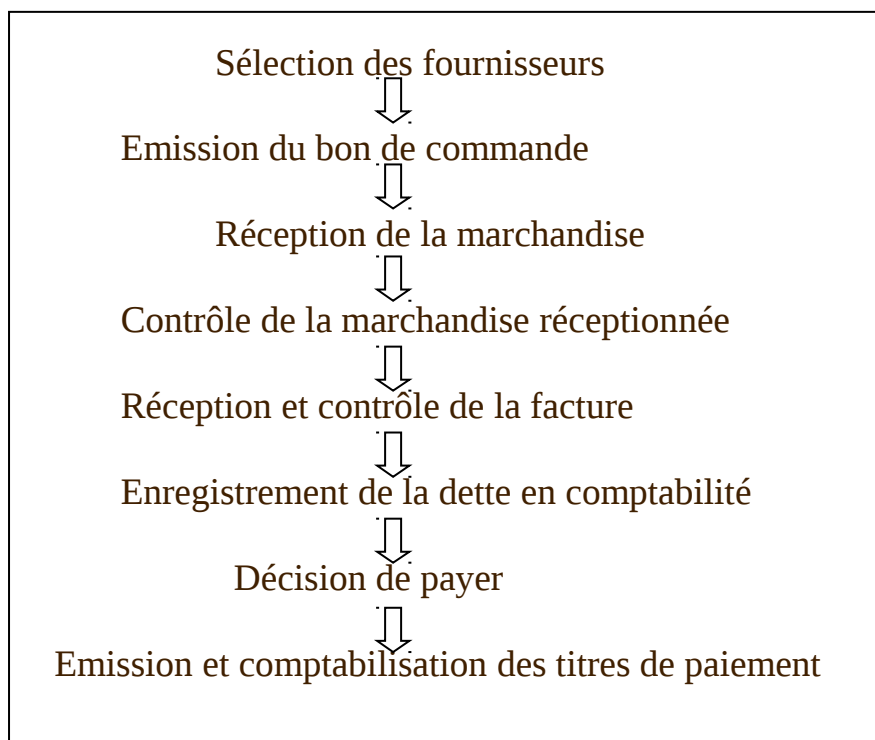 Sélection des fournisseurs
Emission du bon de commande
Réception de la marchandise
Contrôle de la marchandise réceptionnée
Réception et contrôle de la facture
Enregistrement de la dette en comptabilité
Décision de payer
Emission et comptabilisation des titres de paiement